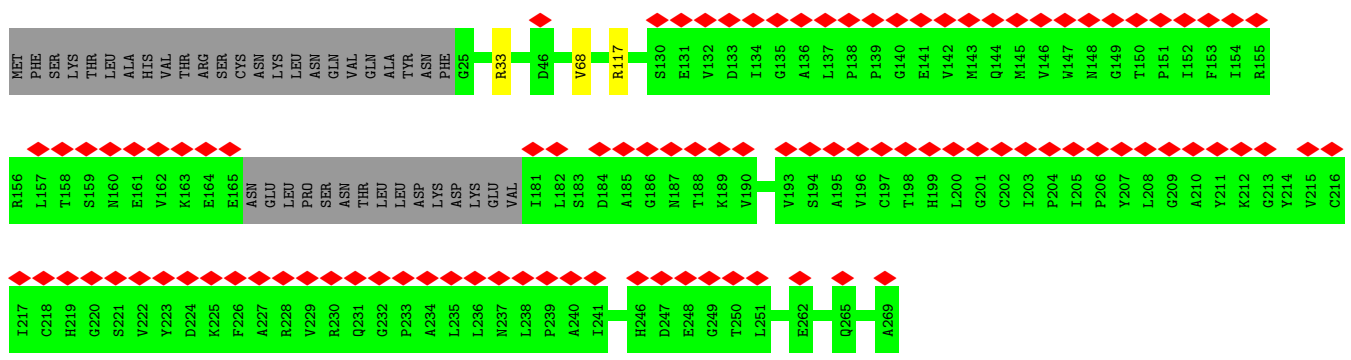 MET PHE SER LYS THR LEU ALA HIS VAL THR ARG SER CYS ASN LYS LEU ASN GLN VAL GLN ALA TYR ASN PHE G25 R33 D46 V68 R117 S130 E131 V132 D133 I134 G135 A136 L137 P138 P139 G140 E141 V142 M143 Q144 M145 V146 W147 N148 G149 T150 P151 I152 F153 I154 R155
R156 L157 T158 S159 N160 E161 V162 K163 E164 E165 ASN GLU LEU PRO SER ASN THR LEU LEU ASP LYS ASP LYS GLU VAL I181 L182 S183 D184 A185 G186 N187 T188 K189 V190 V193 S194 A195 V196 C197 T198 H199 L200 G201 C202 I203 P204 I205 P206 Y207 L208 G209 A210 Y211 K212 G213 Y214 V215 C216
I217 C218 H219 G220 S221 V222 Y223 D224 K225 F226 A227 R228 V229 R230 Q231 G232 P233 A234 L235 L236 N237 L238 P239 A240 I241 H246 D247 E248 G249 T250 L251 E262 Q265 A269